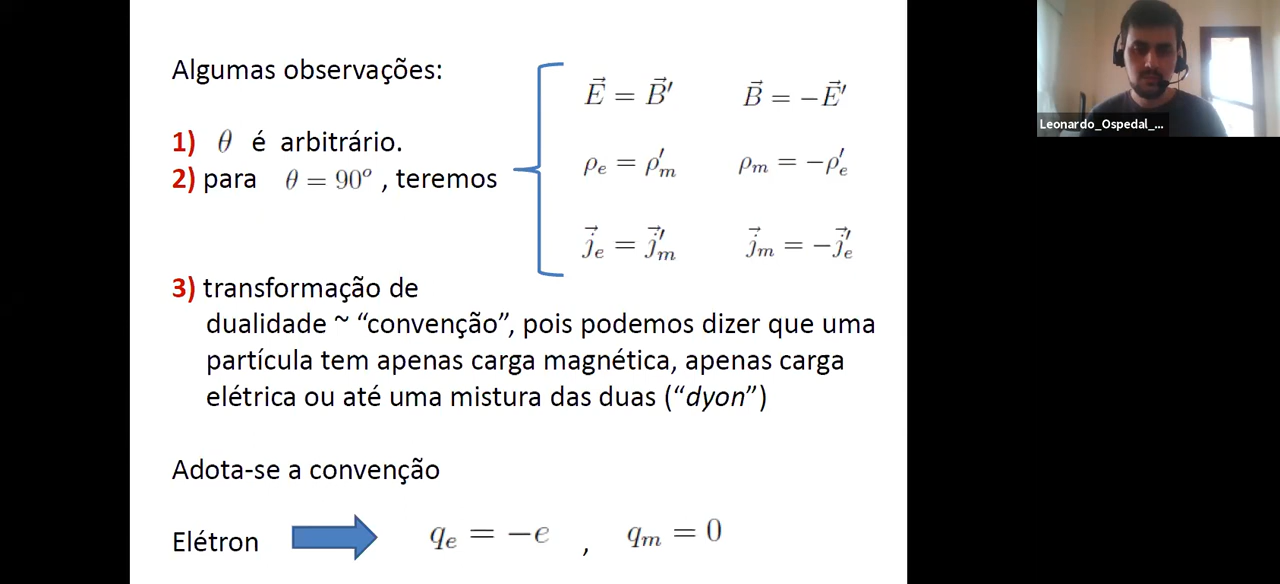 Algumas observações:
1) θ é arbitrário.
2) para θ = 90º , teremos
E⃗ = B⃗′ B⃗ = −E⃗′
ρₑ = ρ′ₘ ρₘ = −ρ′ₑ
j⃗ₑ = j⃗′ₘ j⃗ₘ = −j⃗′ₑ
3) transformação de
dualidade ~ “convenção”, pois podemos dizer que uma
partícula tem apenas carga magnética, apenas carga
elétrica ou até uma mistura das duas (“dyon”)
Adota-se a convenção
Elétron qₑ = −e , qₘ = 0
Leonardo_Ospedal_...